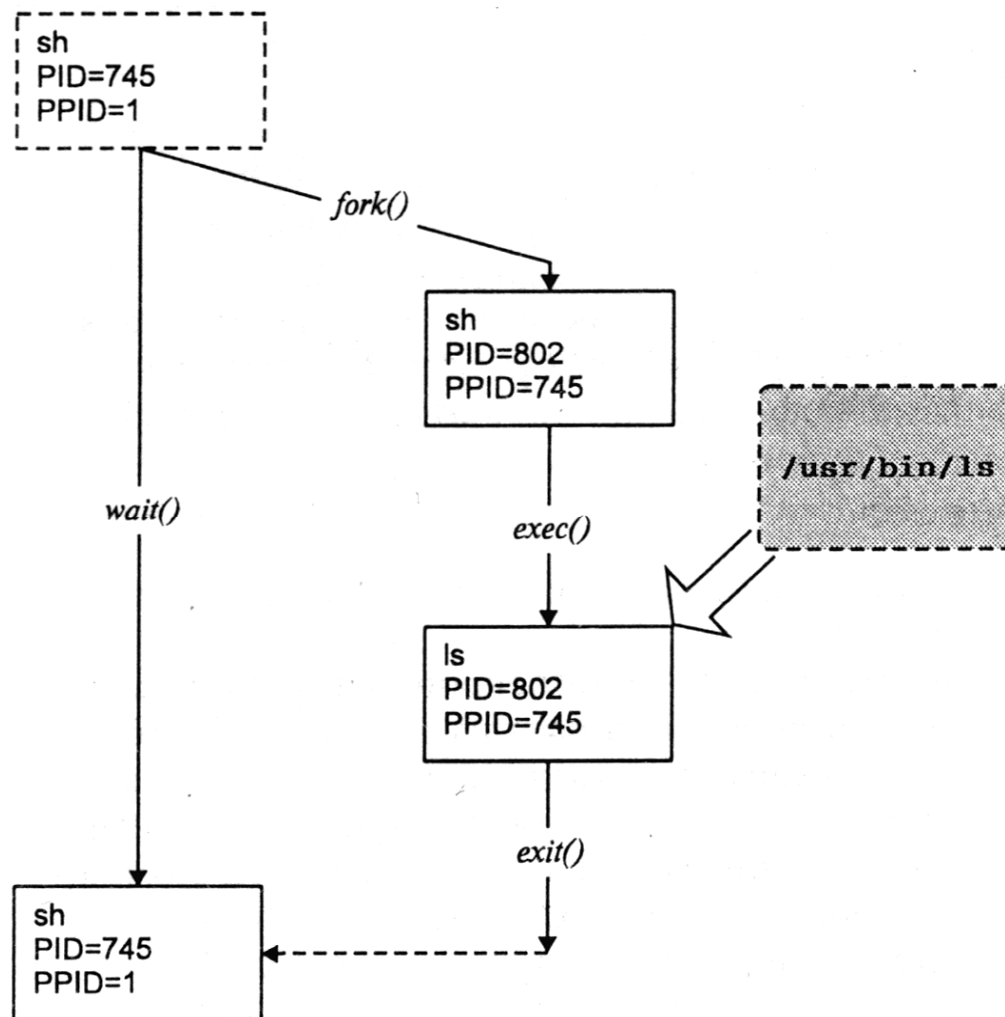 sh
PID=745
PPID=1
fork()
sh
PID=802
PPID=745
/usr/bin/ls
wait()
exec()
ls
PID=802
PPID=745
exit()
sh
PID=745
PPID=1